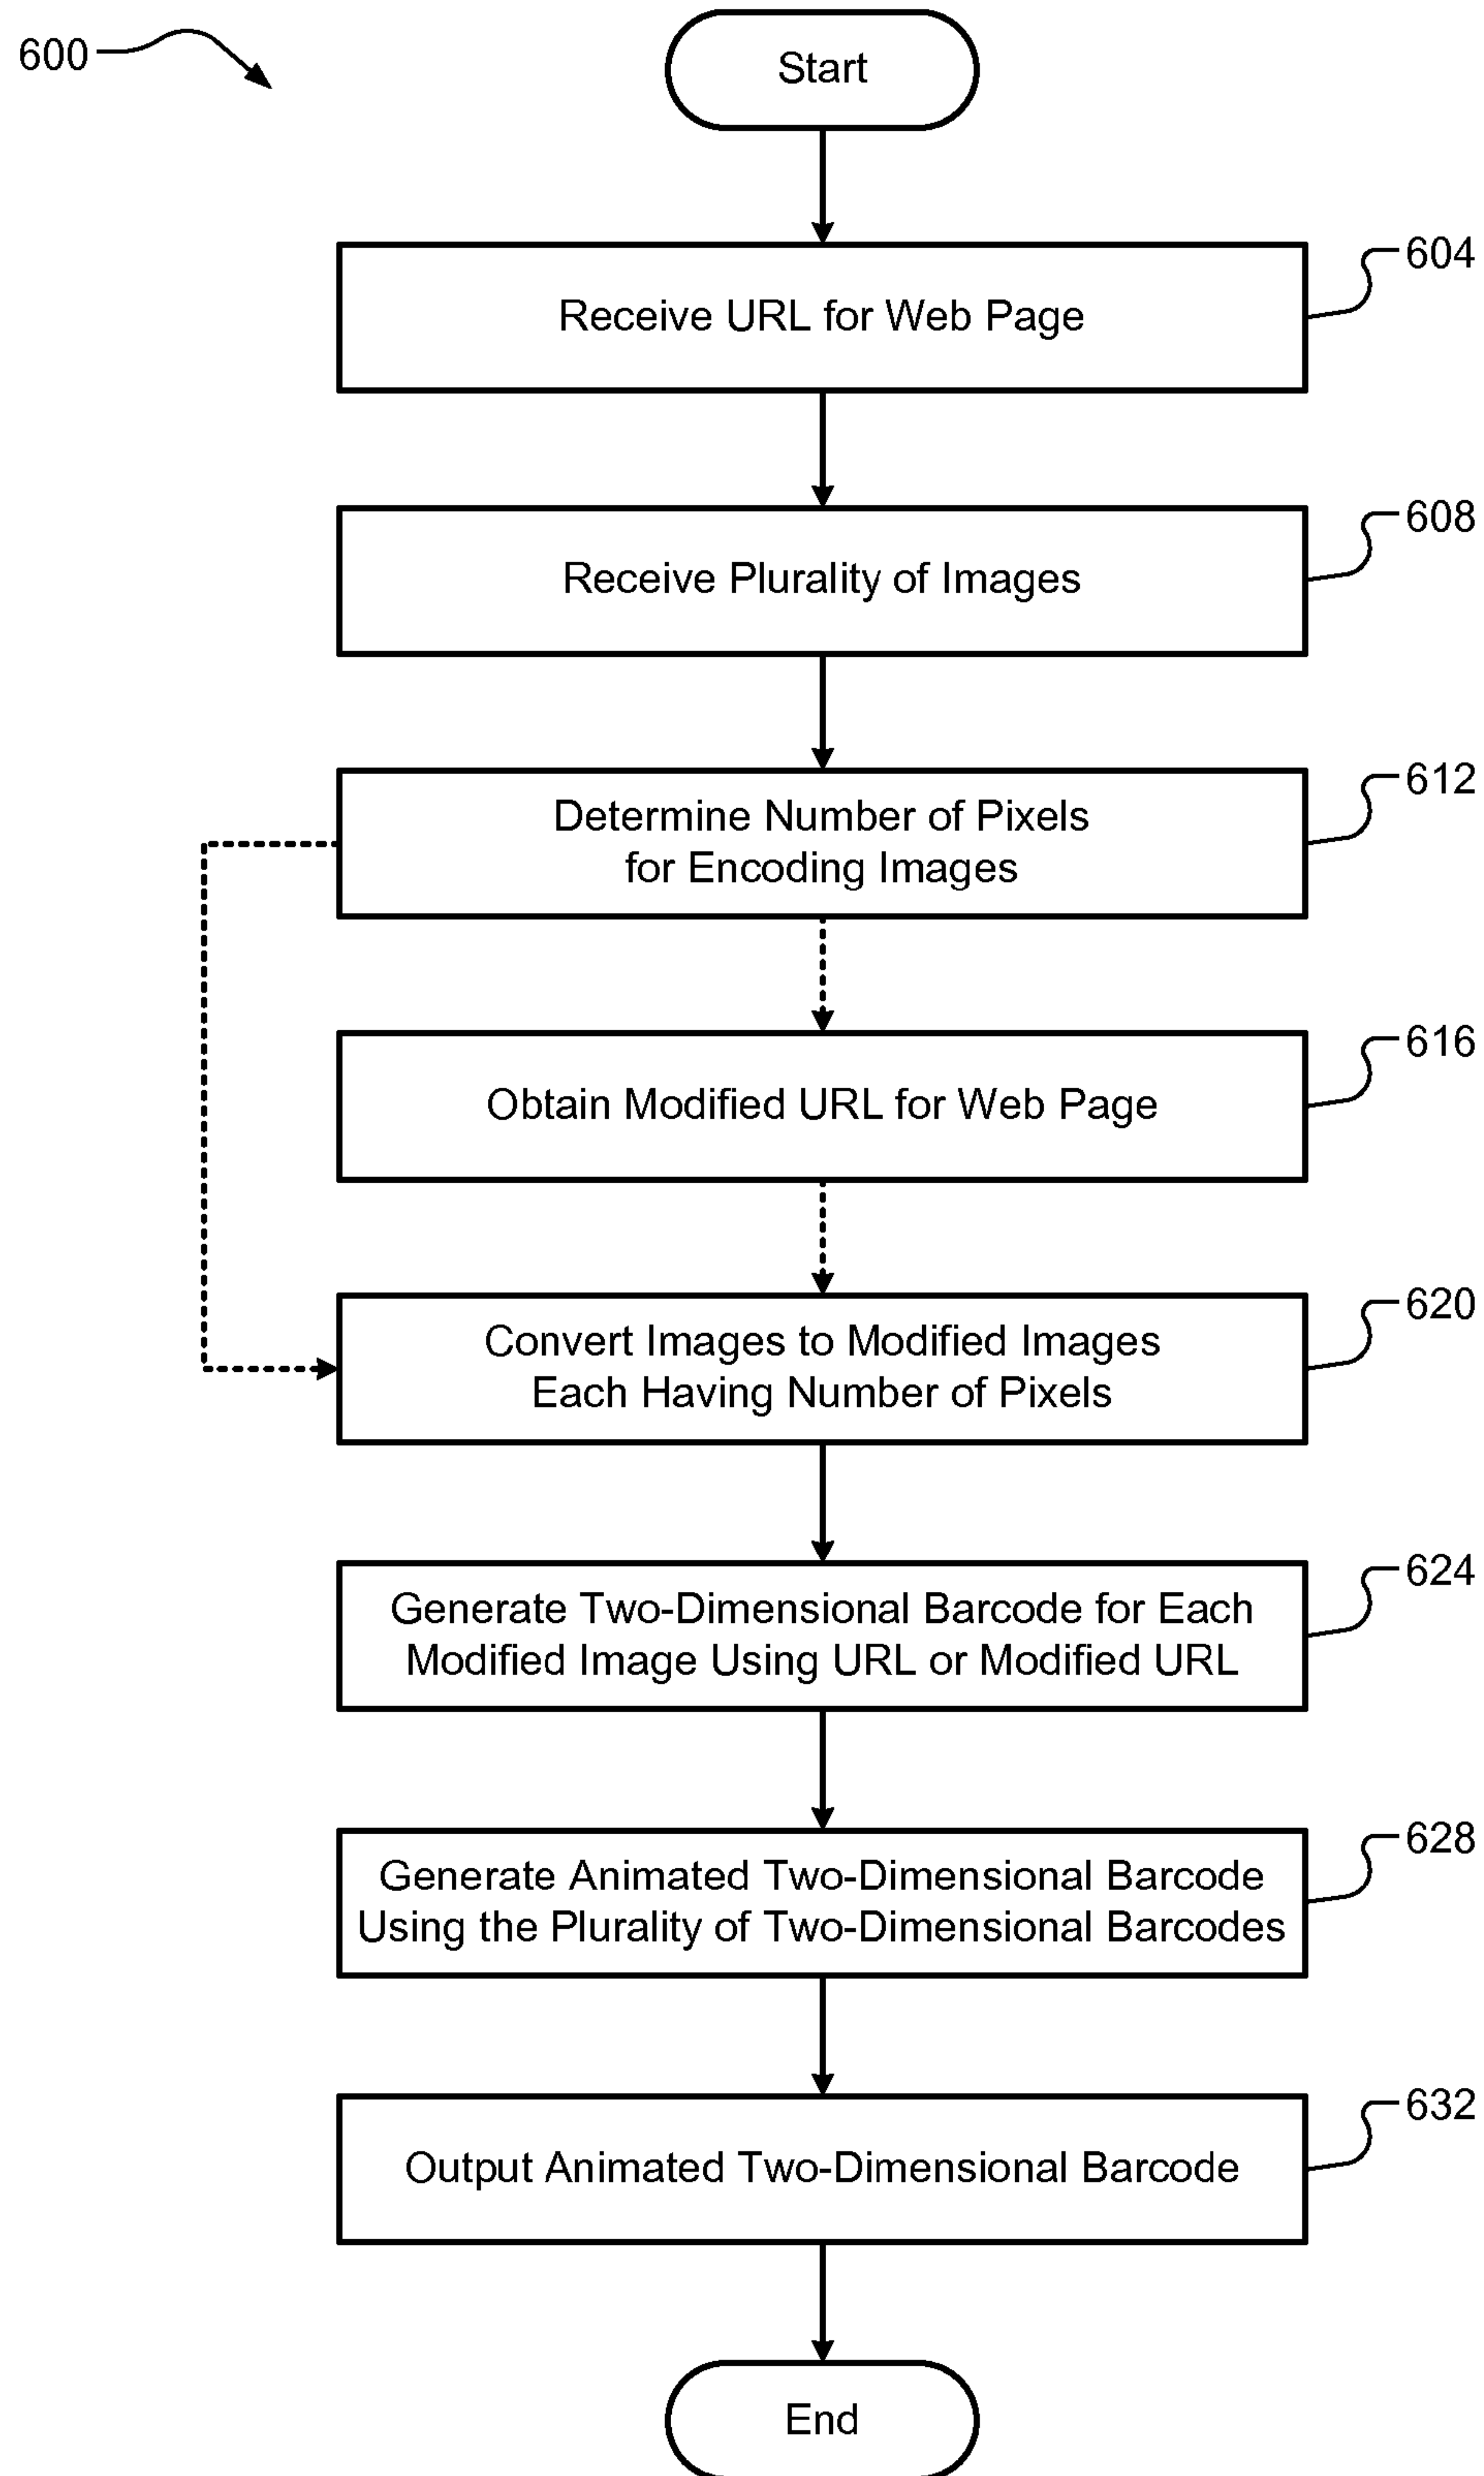 600
Start
Receive URL for Web Page
604
Receive Plurality of Images
608
Determine Number of Pixels
for Encoding Images
612
Obtain Modified URL for Web Page
616
Convert Images to Modified Images
Each Having Number of Pixels
620
Generate Two-Dimensional Barcode for Each
Modified Image Using URL or Modified URL
624
Generate Animated Two-Dimensional Barcode
Using the Plurality of Two-Dimensional Barcodes
628
Output Animated Two-Dimensional Barcode
632
End